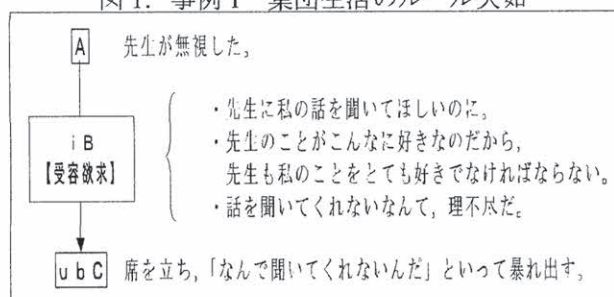 図1. 事例1 集団生活のルール欠如
A 先生が無視した。
iB
【受容欲求】
・先生に私の話を聞いてほしいのに。
・先生のことがこんなに好きなのだから,
先生も私のことをとても好きでなければならない。
・話を聞いてくれないなんて,理不尽だ。
ubC 席を立ち,「なんで聞いてくれないんだ」といって暴れ出す。